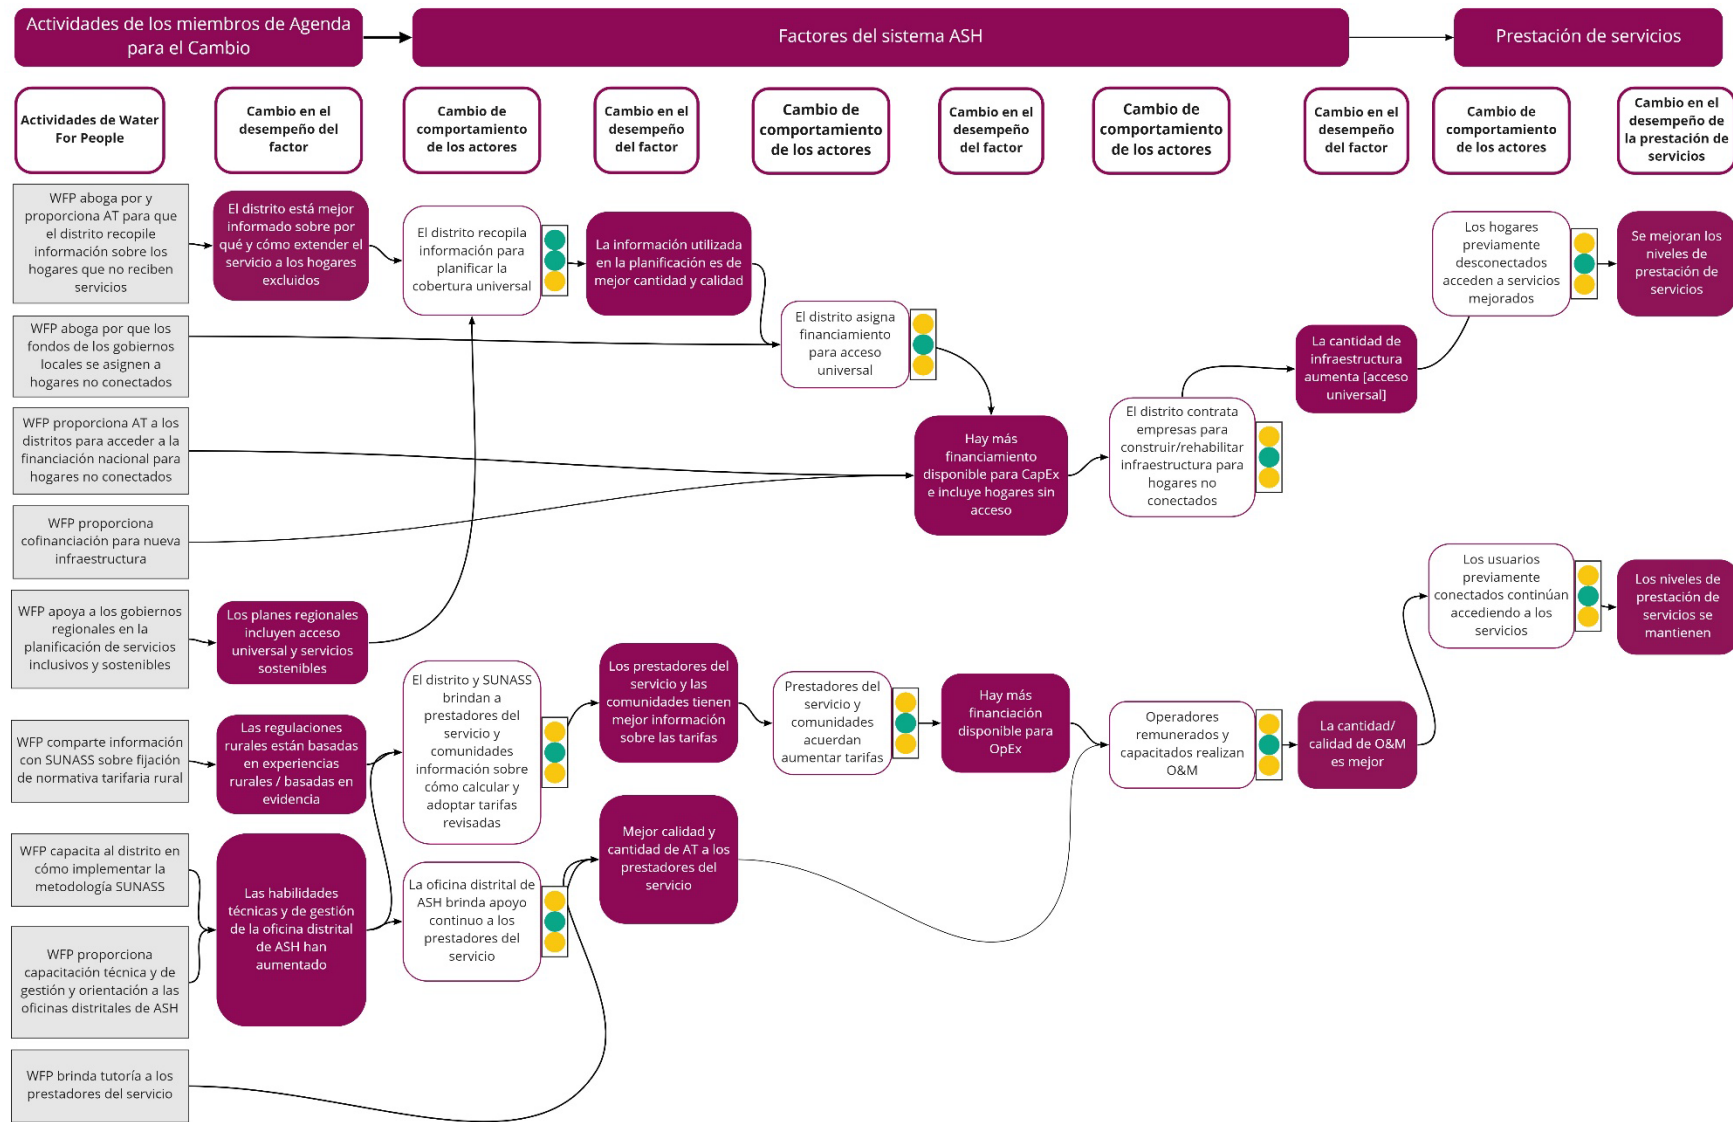 Actividades de los miembros de Agenda
para el Cambio
Factores del sistema ASH
Prestación de servicios
Actividades de Water
For People
Cambio en el
desempeño del
factor
Cambio de
comportamiento
de los actores
Cambio en el
desempeño
del factor
Cambio de
comportamiento
de los actores
Cambio en el
desempeño
del factor
Cambio de
comportamiento
de los actores
Cambio en el
desempeño
del factor
Cambio de
comportamiento
de los actores
Cambio en el
desempeño de
la prestación de
servicios
WFP aboga por y
proporciona AT para que
el distrito recopile
información sobre los
hogares que no reciben
servicios
El distrito está mejor
informado sobre por
qué y cómo extender el
servicio a los hogares
excluidos
El distrito recopila
información para
planificar la
cobertura universal
La información utilizada
en la planificación es de
mejor cantidad y calidad
Los hogares
previamente
desconectados
acceden a servicios
mejorados
Se mejoran los
niveles de
prestación de
servicios
WFP aboga por que los
fondos de los gobiernos
locales se asignen a
hogares no conectados
El distrito asigna
financiamiento
para acceso
universal
La cantidad de
infraestructura
aumenta [acceso
universal]
WFP proporciona AT a los
distritos para acceder a la
financiación nacional para
hogares no conectados
Hay más
financiamiento
disponible para CapEx
e incluye hogares sin
acceso
El distrito contrata
empresas para
construir/rehabilitar
infraestructura para
hogares no
conectados
WFP proporciona
cofinanciación para nueva
infraestructura
Los usuarios
previamente
conectados continúan
accediendo a los
servicios
Los niveles de
prestación de
servicios se
mantienen
WFP apoya a los gobiernos
regionales en la
planificación de servicios
inclusivos y sostenibles
Los planes regionales
incluyen acceso
universal y servicios
sostenibles
El distrito y SUNASS
brindan a
prestadores del
servicio y
comunidades
información sobre
cómo calcular y
adoptar tarifas
revisadas
Los prestadores del
servicio y las
comunidades tienen
mejor información
sobre las tarifas
Prestadores del
servicio y
comunidades
acuerdan
aumentar tarifas
Hay más
financiación
disponible para
OpEx
Operadores
remunerados y
capacitados realizan
O&M
La cantidad/
calidad de O&M
es mejor
WFP comparte información
con SUNASS sobre fijación
de normativa tarifaria rural
Las regulaciones
rurales están basadas
en experiencias
rurales / basadas en
evidencia
WFP capacita al distrito en
cómo implementar la
metodología SUNASS
Las habilidades
técnicas y de gestión
de la oficina distrital
de ASH han
aumentado
La oficina distrital de
ASH brinda apoyo
continuo a los
prestadores del
servicio
Mejor calidad y
cantidad de AT a los
prestadores del
servicio
WFP proporciona
capacitación técnica y de
gestión y orientación a las
oficinas distritales de ASH
WFP brinda tutoría a los
prestadores del servicio